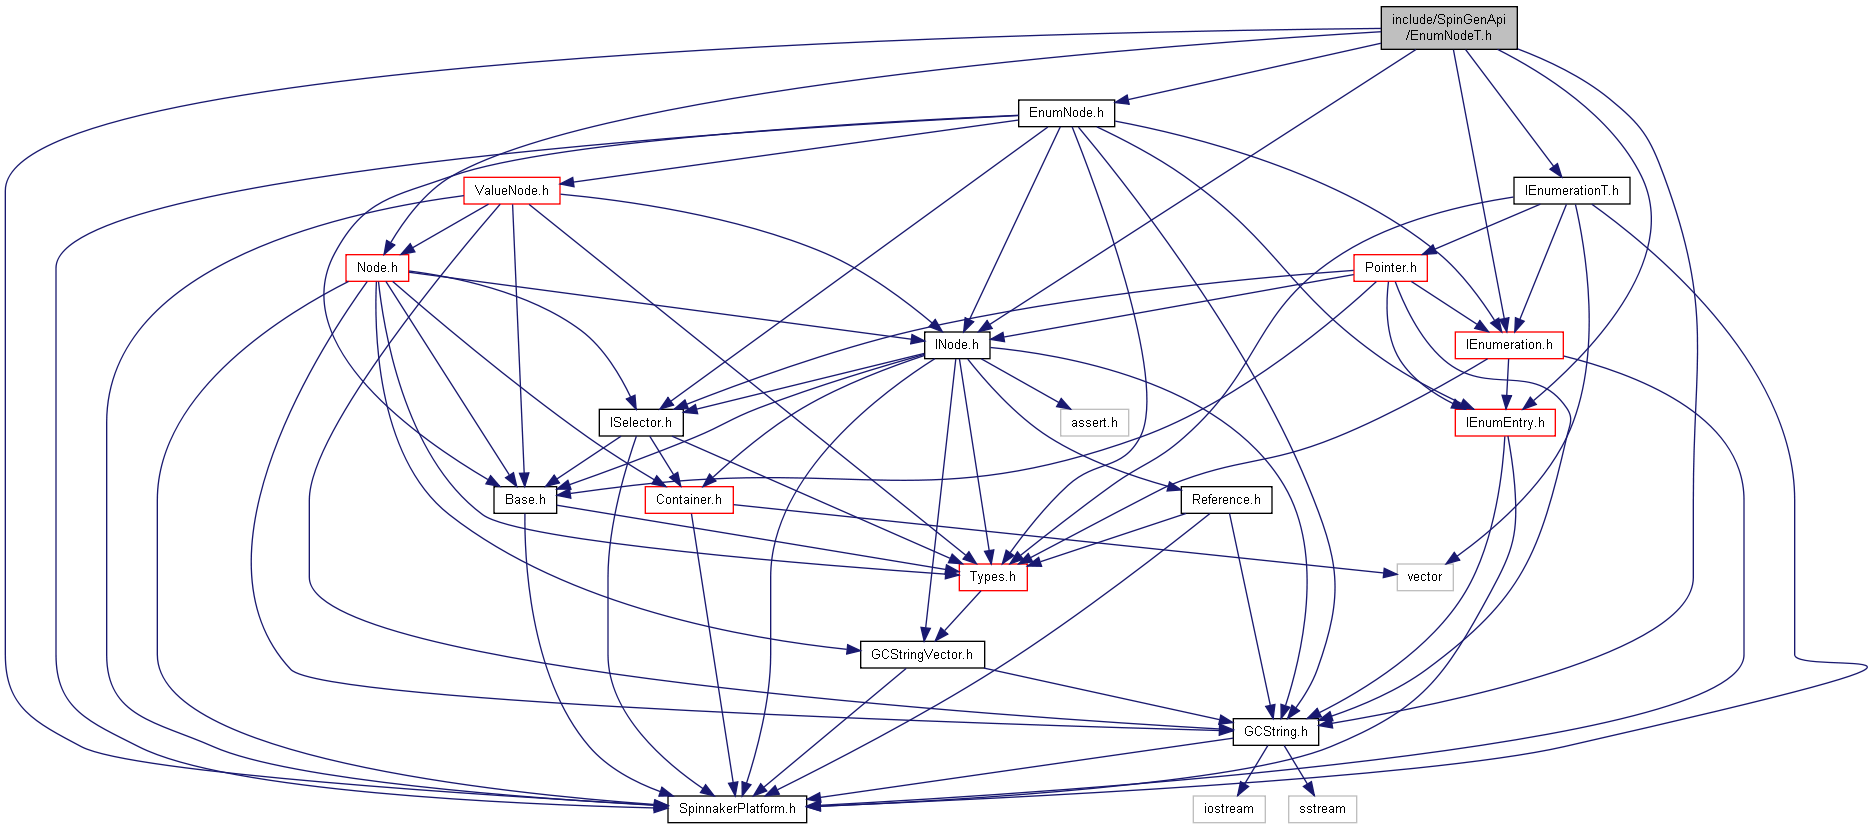 include/SpinGenApi
/EnumNodeT.h
EnumNode.h
ValueNode.h
IEnumerationT.h
Node.h
Pointer.h
INode.h
IEnumeration.h
ISelector.h
assert.h
IEnumEntry.h
Base.h
Container.h
Reference.h
Types.h
vector
GCStringVector.h
GCString.h
SpinnakerPlatform.h
iostream
sstream